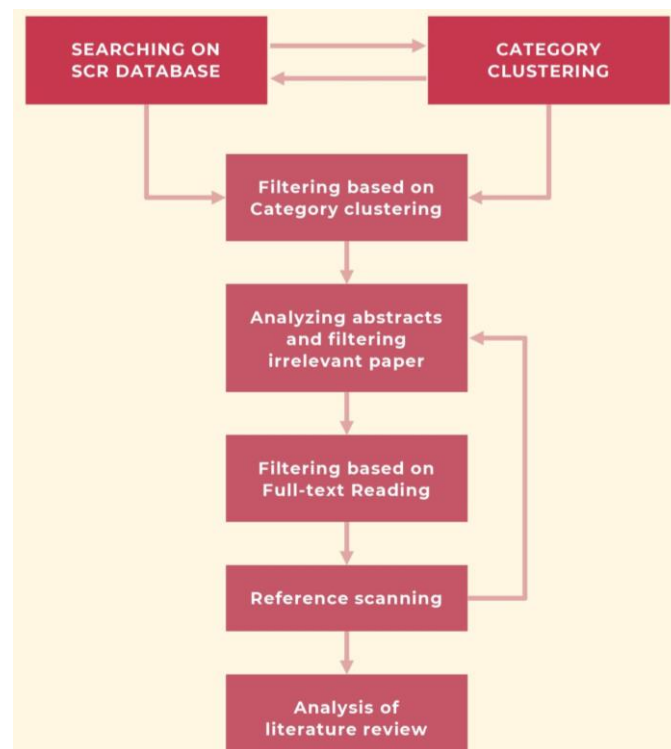 SEARCHING ON
SCR DATABASE
CATEGORY
CLUSTERING
Filtering based on
Category clustering
Analyzing abstracts
and filtering
irrelevant paper
Filtering based on
Full-text Reading
Reference scanning
Analysis of
literature review